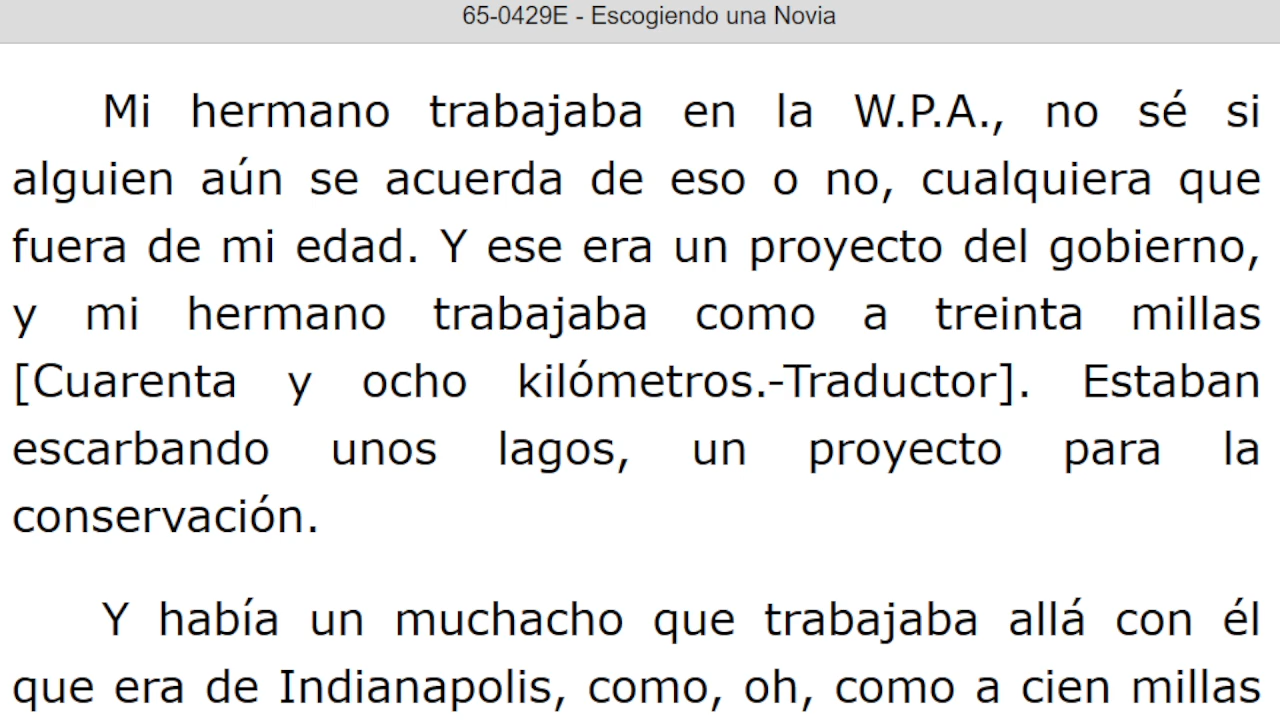 65-0429E - Escogiendo una Novia
Mi hermano trabajaba en la W.P.A., no sé si
alguien aún se acuerda de eso o no, cualquiera que
fuera de mi edad. Y ese era un proyecto del gobierno,
y mi hermano trabajaba como a treinta millas
[Cuarenta y ocho kilómetros.-Traductor]. Estaban
escarbando unos lagos, un proyecto para la
conservación.
Y había un muchacho que trabajaba allá con él
que era de Indianapolis, como, oh, como a cien millas